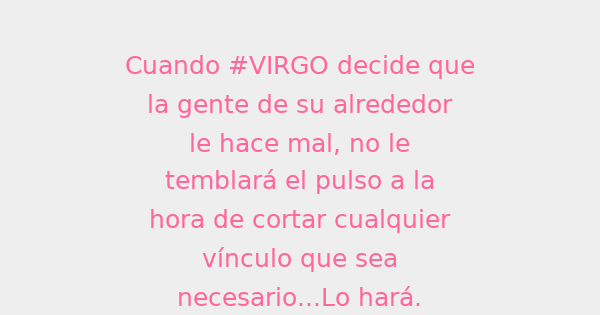 Cuando #VIRGO decide que
la gente de su alrededor
le hace mal, no le
temblará el pulso a la
hora de cortar cualquier
vínculo que sea
necesario...Lo hará.